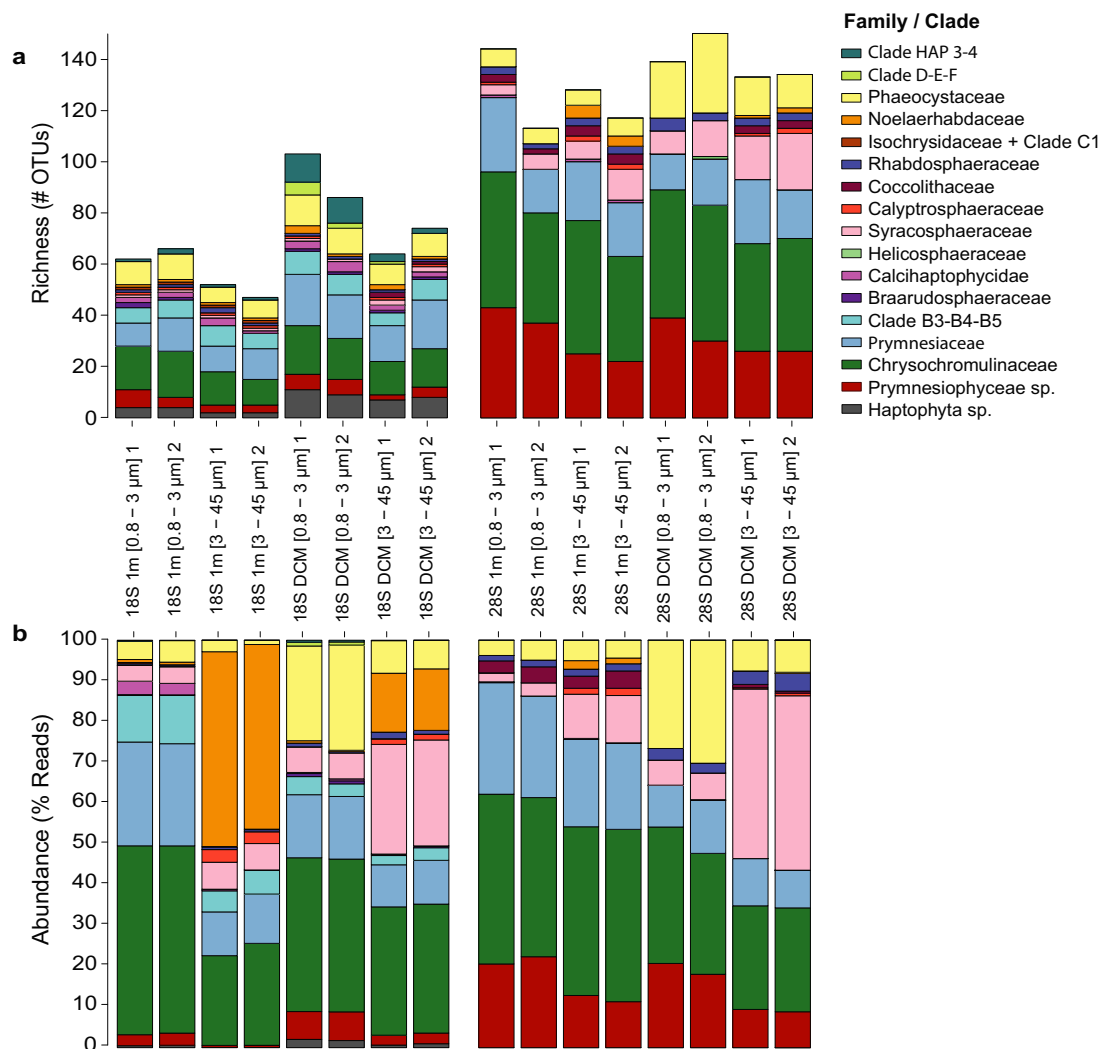 a
Richness (# OTUs)
140
120
100
80
60
40
20
0
Family / Clade
Clade HAP 3-4
Clade D-E-F
Phaeocystaceae
Noelaerhabdaceae
Isochrysidaceae + Clade C1
Rhabdosphaeraceae
Coccolithaceae
Calyptrosphaeraceae
Syracosphaeraceae
Helicosphaeraceae
Calcihaptophycidae
Braarudosphaeraceae
Clade B3-B4-B5
Prymnesiaceae
Chrysochromulinaceae
Prymnesiophyceae sp.
Haptophyta sp.
18S 1m [0.8 − 3 µm] 1
18S 1m [0.8 − 3 µm] 2
18S 1m [3 − 45 µm] 1
18S 1m [3 − 45 µm] 2
18S DCM [0.8 − 3 µm] 1
18S DCM [0.8 − 3 µm] 2
18S DCM [3 − 45 µm] 1
18S DCM [3 − 45 µm] 2
28S 1m [0.8 − 3 µm] 1
28S 1m [0.8 − 3 µm] 2
28S 1m [3 − 45 µm] 1
28S 1m [3 − 45 µm] 2
28S DCM [0.8 − 3 µm] 1
28S DCM [0.8 − 3 µm] 2
28S DCM [3 − 45 µm] 1
28S DCM [3 − 45 µm] 2
b
Abundance (% Reads)
100
90
80
70
60
50
40
30
20
10
0